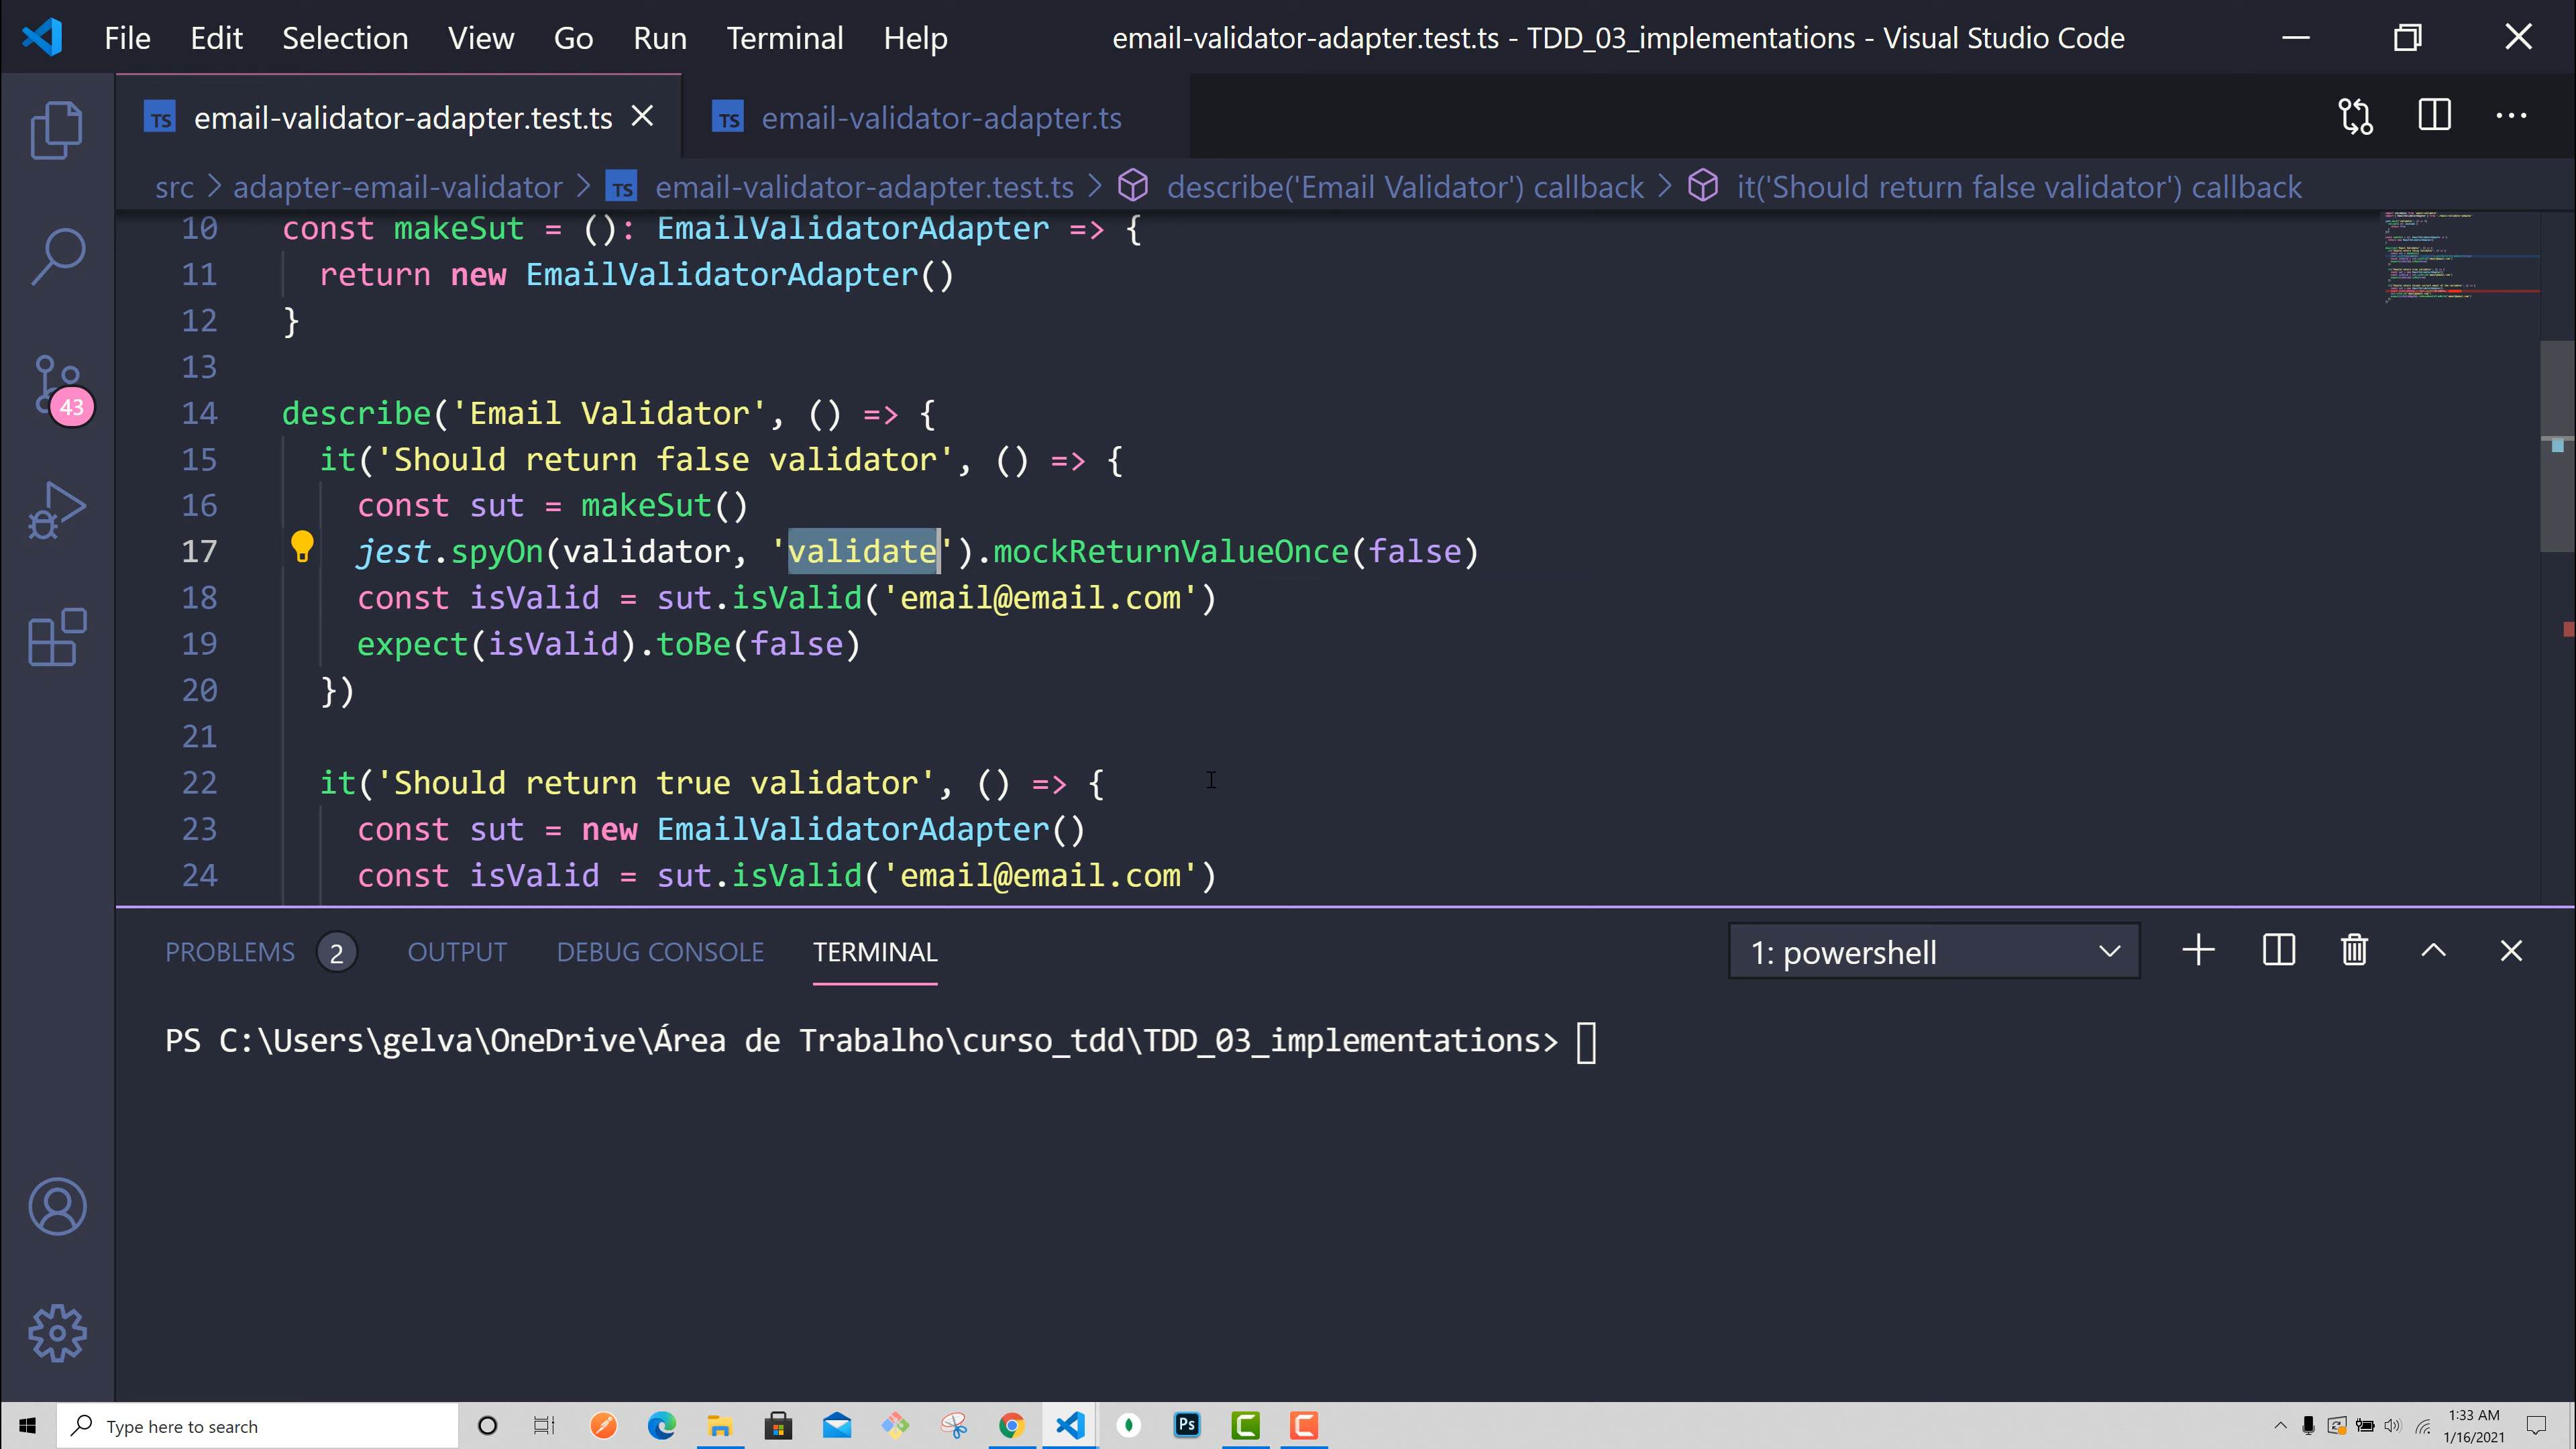 File Edit Selection View Go Run Terminal Help email-validator-adapter.test.ts - TDD_03_implementations - Visual Studio Code
TS email-validator-adapter.test.ts TS email-validator-adapter.ts
src > adapter-email-validator > TS email-validator-adapter.test.ts > describe('Email Validator') callback > it('Should return false validator') callback
10 const makeSut = (): EmailValidatorAdapter => {
11 return new EmailValidatorAdapter()
12 }
13
14 describe('Email Validator', () => {
15 it('Should return false validator', () => {
16 const sut = makeSut()
17 jest.spyOn(validator, 'validate').mockReturnValueOnce(false)
18 const isValid = sut.isValid('email@email.com')
19 expect(isValid).toBe(false)
20 })
21
22 it('Should return true validator', () => {
23 const sut = new EmailValidatorAdapter()
24 const isValid = sut.isValid('email@email.com')
43
PROBLEMS 2 OUTPUT DEBUG CONSOLE TERMINAL 1: powershell
PS C:\Users\gelva\OneDrive\Área de Trabalho\curso_tdd\TDD_03_implementations>
Type here to search
Ps
1:33 AM
1/16/2021